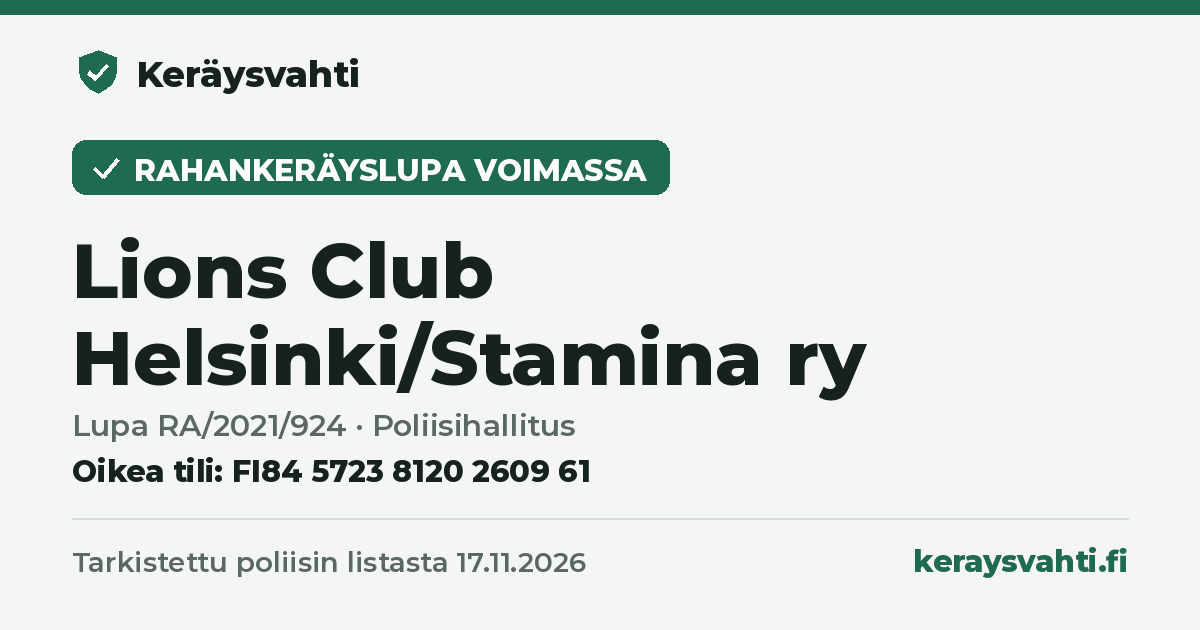 Keräysvahti
RAHANKERÄYSLUPA VOIMASSA
Lions Club
Helsinki/Stamina ry
Lupa RA/2021/924 · Poliisihallitus
Oikea tili: FI84 5723 8120 2609 61
Tarkistettu poliisin listasta 17.11.2026
keraysvahti.fi